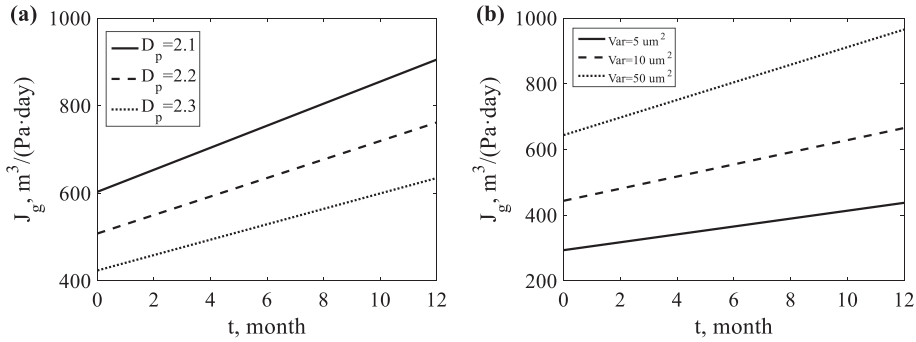 (a)
1000
800
600
400
J_g, m^3/(Pa·day)
D_p=2.1
D_p=2.2
D_p=2.3
0 2 4 6 8 10 12
t, month
(b)
1000
800
600
400
200
J_g, m^3/(Pa·day)
Var=5 um^2
Var=10 um^2
Var=50 um^2
0 2 4 6 8 10 12
t, month